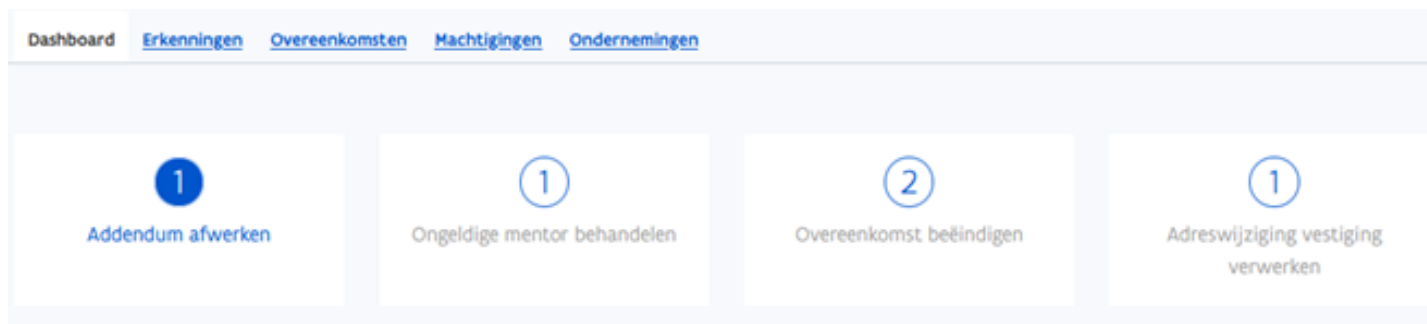 Dashboard Erkenningen Overeenkomsten Machtigingen Ondernemingen
1 1 2 1
Addendum afwerken Ongeldige mentor behandelen Overeenkomst beëindigen Adreswijziging vestiging
verwerken